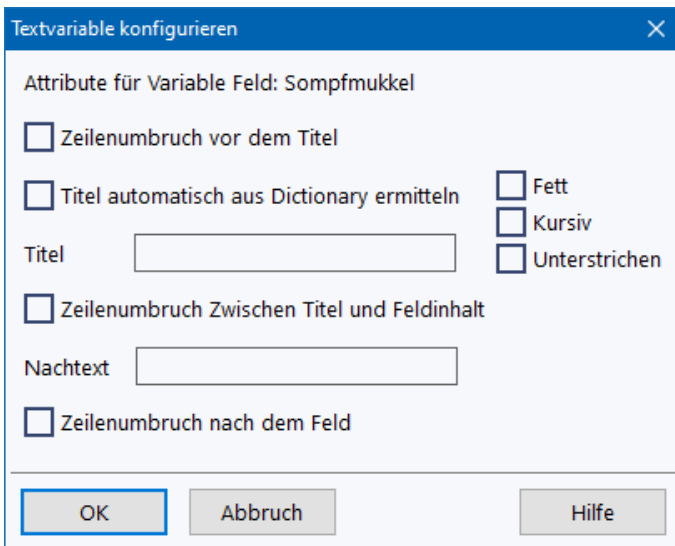 Textvariable konfigurieren
Attribute für Variable Feld: Sompfmukkel
Zeilenumbruch vor dem Titel
Titel automatisch aus Dictionary ermitteln
Fett
Kursiv
Titel
Unterstrichen
Zeilenumbruch Zwischen Titel und Feldinhalt
Nachtext
Zeilenumbruch nach dem Feld
OK Abbruch Hilfe